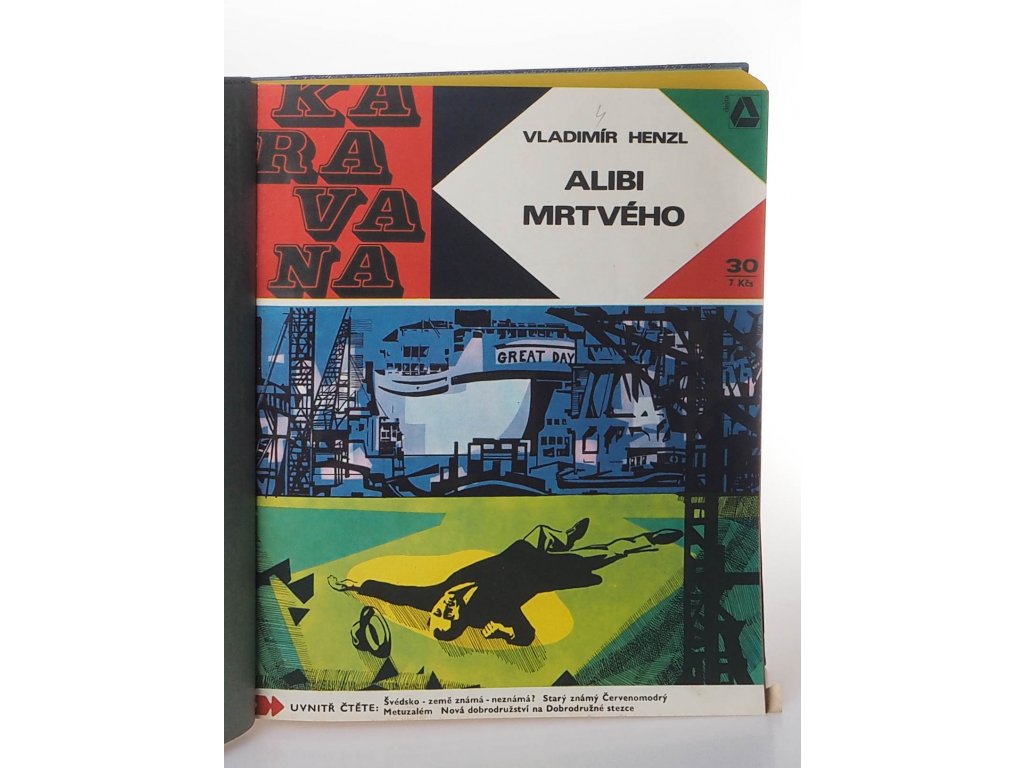 KA
RA
VA
NA
VLADIMÍR HENZL
ALIBI
MRTVÉHO
delta
30
7. Kčs
GREAT DAY
UVNITŘ ČTĚTE: Švédsko - země známá - neznámá? Starý známý Červenomodrý
Metuzalém Nová dobrodružství na Dobrodružné stezce